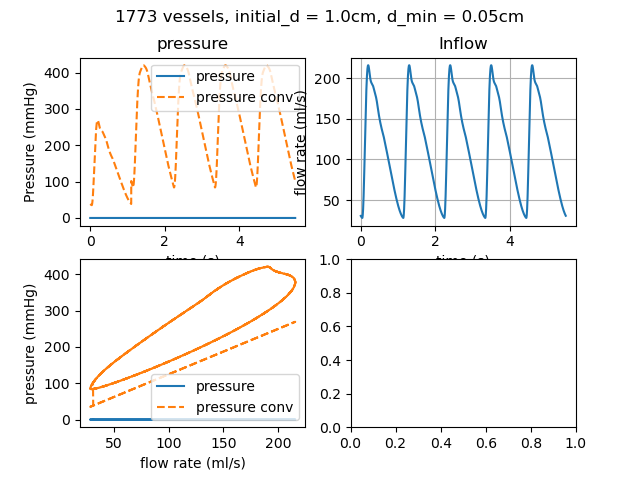 1773 vessels, initial_d = 1.0cm, d_min = 0.05cm
pressure
Pressure (mmHg)
400
300
200
100
0
pressure
pressure conv
0 2 4
time (s)
Inflow
flow rate (ml/s)
200
150
100
50
0 2 4
time (s)
pressure (mmHg)
400
300
200
100
0
pressure
pressure conv
50 100 150 200
flow rate (ml/s)
1.0
0.8
0.6
0.4
0.2
0.0
0.0 0.2 0.4 0.6 0.8 1.0